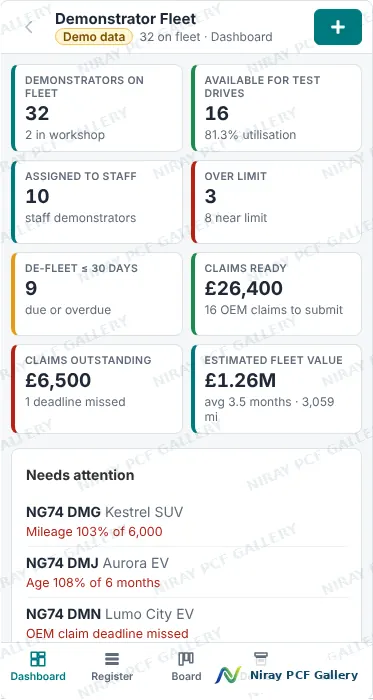 Demonstrator Fleet
Demo data 32 on fleet · Dashboard
DEMONSTRATORS ON FLEET
32
2 in workshop
AVAILABLE FOR TEST DRIVES
16
81.3% utilisation
ASSIGNED TO STAFF
10
staff demonstrators
OVER LIMIT
3
8 near limit
DE-FLEET ≤ 30 DAYS
9
due or overdue
CLAIMS READY
£26,400
16 OEM claims to submit
CLAIMS OUTSTANDING
£6,500
1 deadline missed
ESTIMATED FLEET VALUE
£1.26M
avg 3.5 months · 3,059
mi
Needs attention
NG74 DMG Kestrel SUV
Mileage 103% of 6,000
NG74 DMJ Aurora EV
Age 108% of 6 months
NG74 DMN Lumo City EV
OEM claim deadline missed
Dashboard
Register
Board
Niray PCF Gallery
NIRAY PCF GALLERY